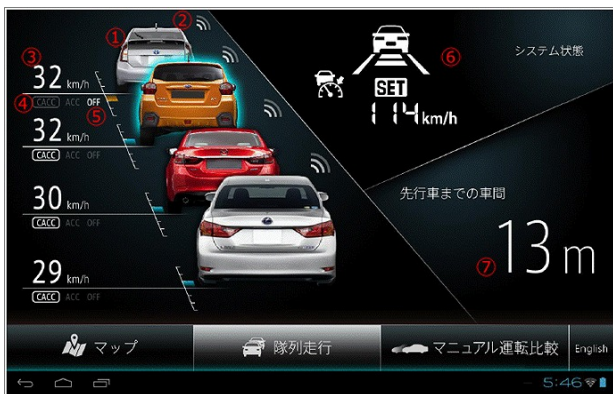 ① ②
③
32 km/h
④ CACC ACC OFF
⑤
32 km/h
CACC ACC OFF
30 km/h
CACC ACC OFF
29 km/h
CACC ACC OFF
⑥
SET
114 km/h
システム状態
先行車までの車間
⑦ 13 m
マップ
隊列走行
マニュアル運転比較
English
5:46